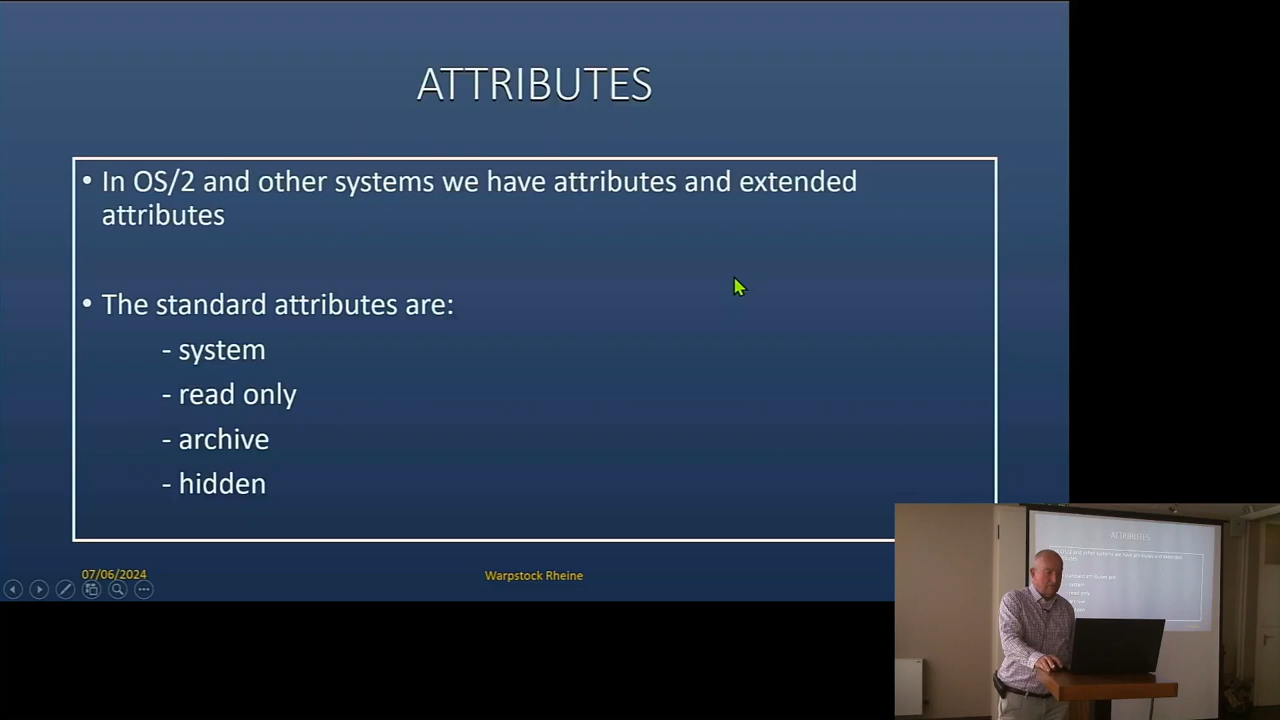 ATTRIBUTES
• In OS/2 and other systems we have attributes and extended
attributes
• The standard attributes are:
- system
- read only
- archive
- hidden
07/06/2024
Warpstock Rheine
ATTRIBUTES